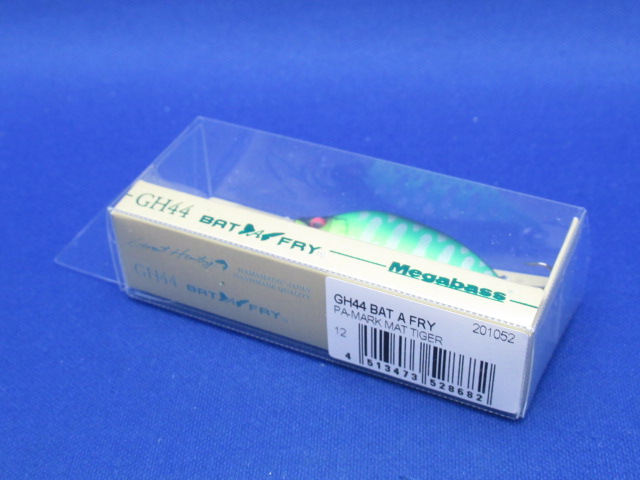 GH44 BAT A FRY
Megabass
GH44 BAT A FRY
GH44 BAT A FRY 201052
PA-MARK MAT TIGER
12
4 513473 528682